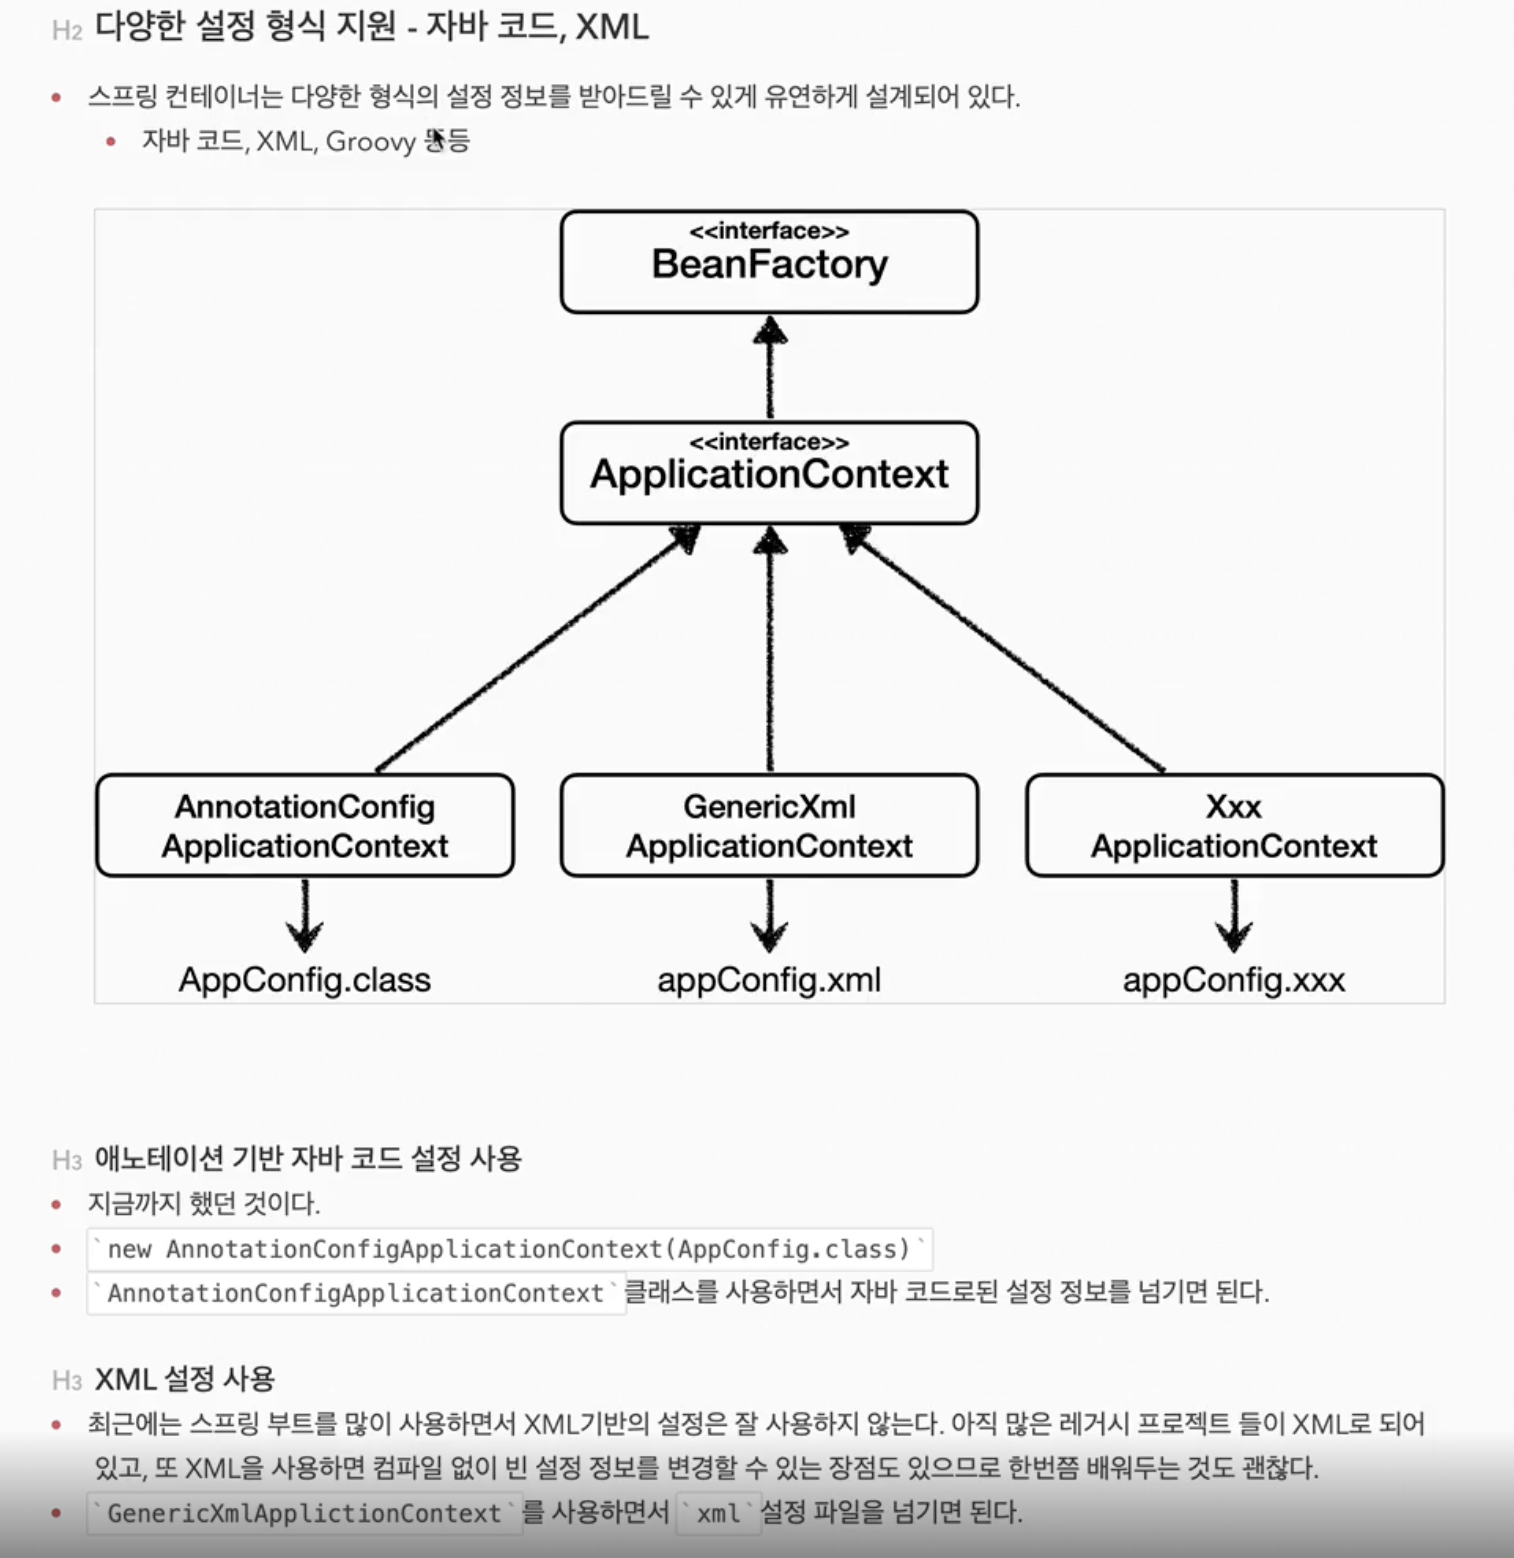 H2 다양한 설정 형식 지원 - 자바 코드, XML
• 스프링 컨테이너는 다양한 형식의 설정 정보를 받아드릴 수 있게 유연하게 설계되어 있다.
• 자바 코드, XML, Groovy 등등
<<interface>>
BeanFactory
<<interface>>
ApplicationContext
AnnotationConfig
ApplicationContext
GenericXml
ApplicationContext
Xxx
ApplicationContext
AppConfig.class
appConfig.xml
appConfig.xxx
H3 애노테이션 기반 자바 코드 설정 사용
• 지금까지 했던 것이다.
• `new AnnotationConfigApplicationContext(AppConfig.class)`
• `AnnotationConfigApplicationContext`클래스를 사용하면서 자바 코드로된 설정 정보를 넘기면 된다.
H3 XML 설정 사용
• 최근에는 스프링 부트를 많이 사용하면서 XML기반의 설정은 잘 사용하지 않는다. 아직 많은 레거시 프로젝트 들이 XML로 되어
있고, 또 XML을 사용하면 컴파일 없이 빈 설정 정보를 변경할 수 있는 장점도 있으므로 한번쯤 배워두는 것도 괜찮다.
• `GenericXmlApplictionContext`를 사용하면서 `xml`설정 파일을 넘기면 된다.